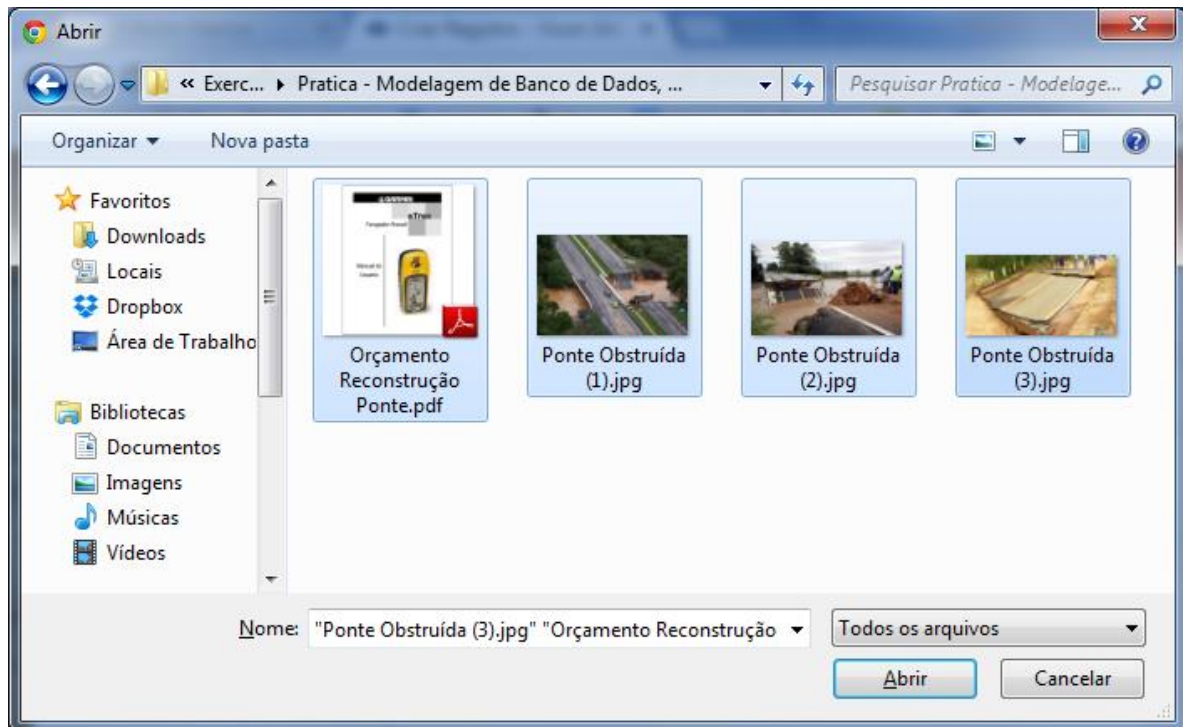 Abrir
« Exerc... Pratica - Modelagem de Banco de Dados, ...
Pesquisar Pratica - Modelage...
Organizar
Nova pasta
Favoritos
Downloads
Locais
Dropbox
Área de Trabalho
Bibliotecas
Documentos
Imagens
Músicas
Vídeos
eTrex
Orçamento
Reconstrução
Ponte.pdf
Ponte Obstruída
(1).jpg
Ponte Obstruída
(2).jpg
Ponte Obstruída
(3).jpg
Nome: "Ponte Obstruída (3).jpg" "Orçamento Reconstrução
Todos os arquivos
Abrir
Cancelar